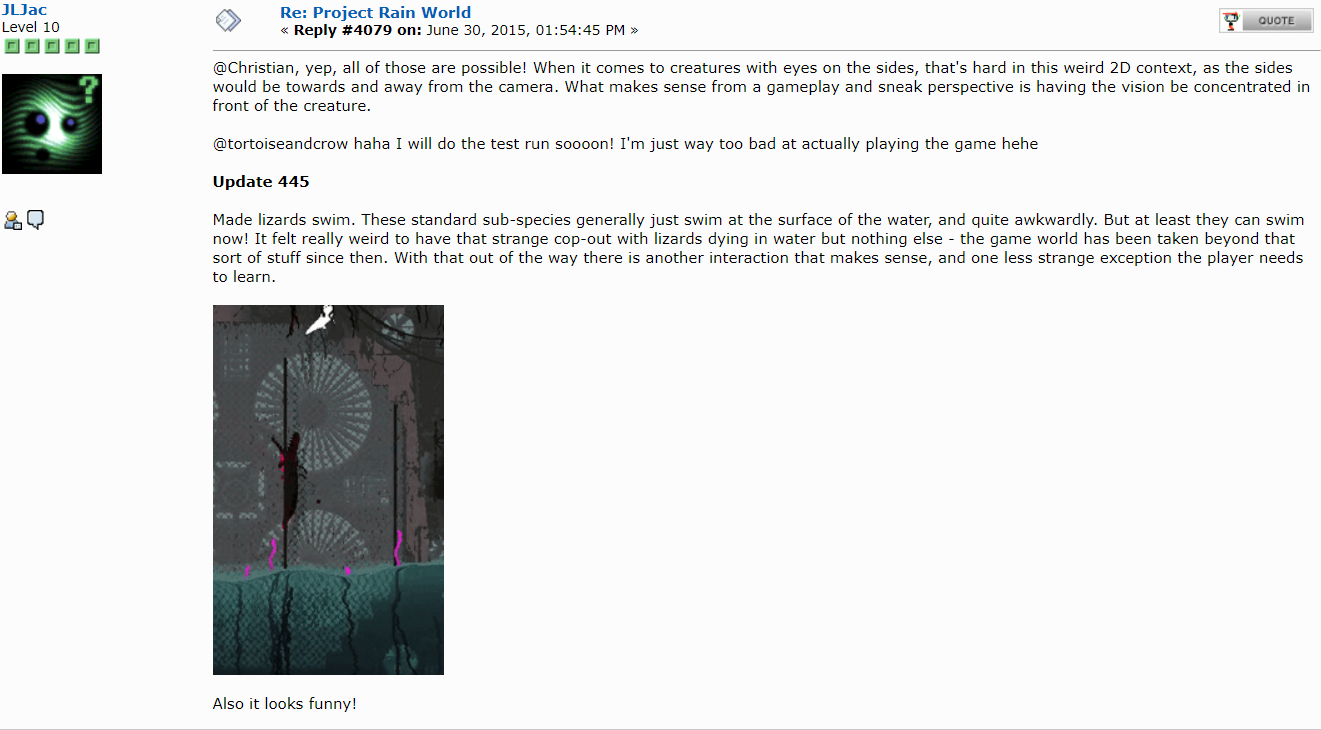 JLJac
Level 10
Re: Project Rain World
« Reply #4079 on: June 30, 2015, 01:54:45 PM »
QUOTE
@Christian, yep, all of those are possible! When it comes to creatures with eyes on the sides, that's hard in this weird 2D context, as the sides
would be towards and away from the camera. What makes sense from a gameplay and sneak perspective is having the vision be concentrated in
front of the creature.
@tortoiseandcrow haha I will do the test run soooon! I'm just way too bad at actually playing the game hehe
Update 445
Made lizards swim. These standard sub-species generally just swim at the surface of the water, and quite awkwardly. But at least they can swim
now! It felt really weird to have that strange cop-out with lizards dying in water but nothing else - the game world has been taken beyond that
sort of stuff since then. With that out of the way there is another interaction that makes sense, and one less strange exception the player needs
to learn.
Also it looks funny!